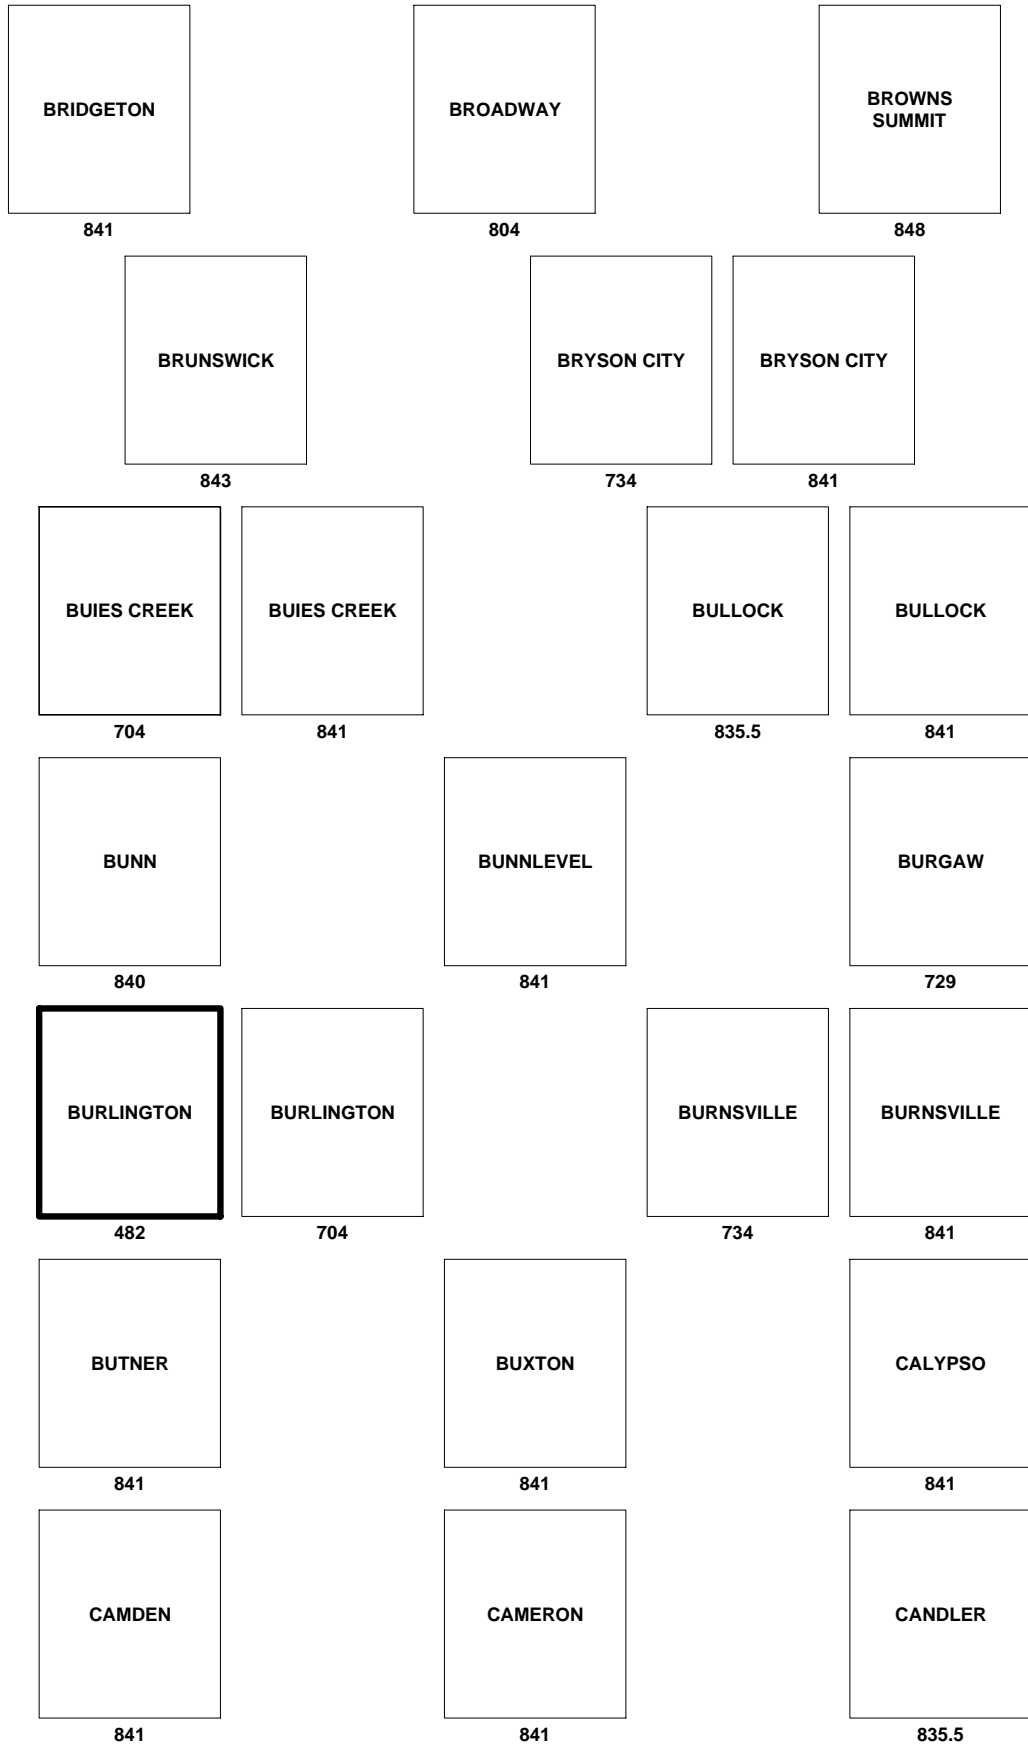 BRIDGETON
BROADWAY
BROWNS
SUMMIT
841
804
848
BRUNSWICK
BRYSON CITY
BRYSON CITY
843
734
841
BUIES CREEK
BUIES CREEK
BULLOCK
BULLOCK
704
841
835.5
841
BUNN
BUNNLEVEL
BURGAW
840
841
729
BURLINGTON
BURLINGTON
BURNSVILLE
BURNSVILLE
482
704
734
841
BUTNER
BUXTON
CALYPSO
841
841
841
CAMDEN
CAMERON
CANDLER
841
841
835.5